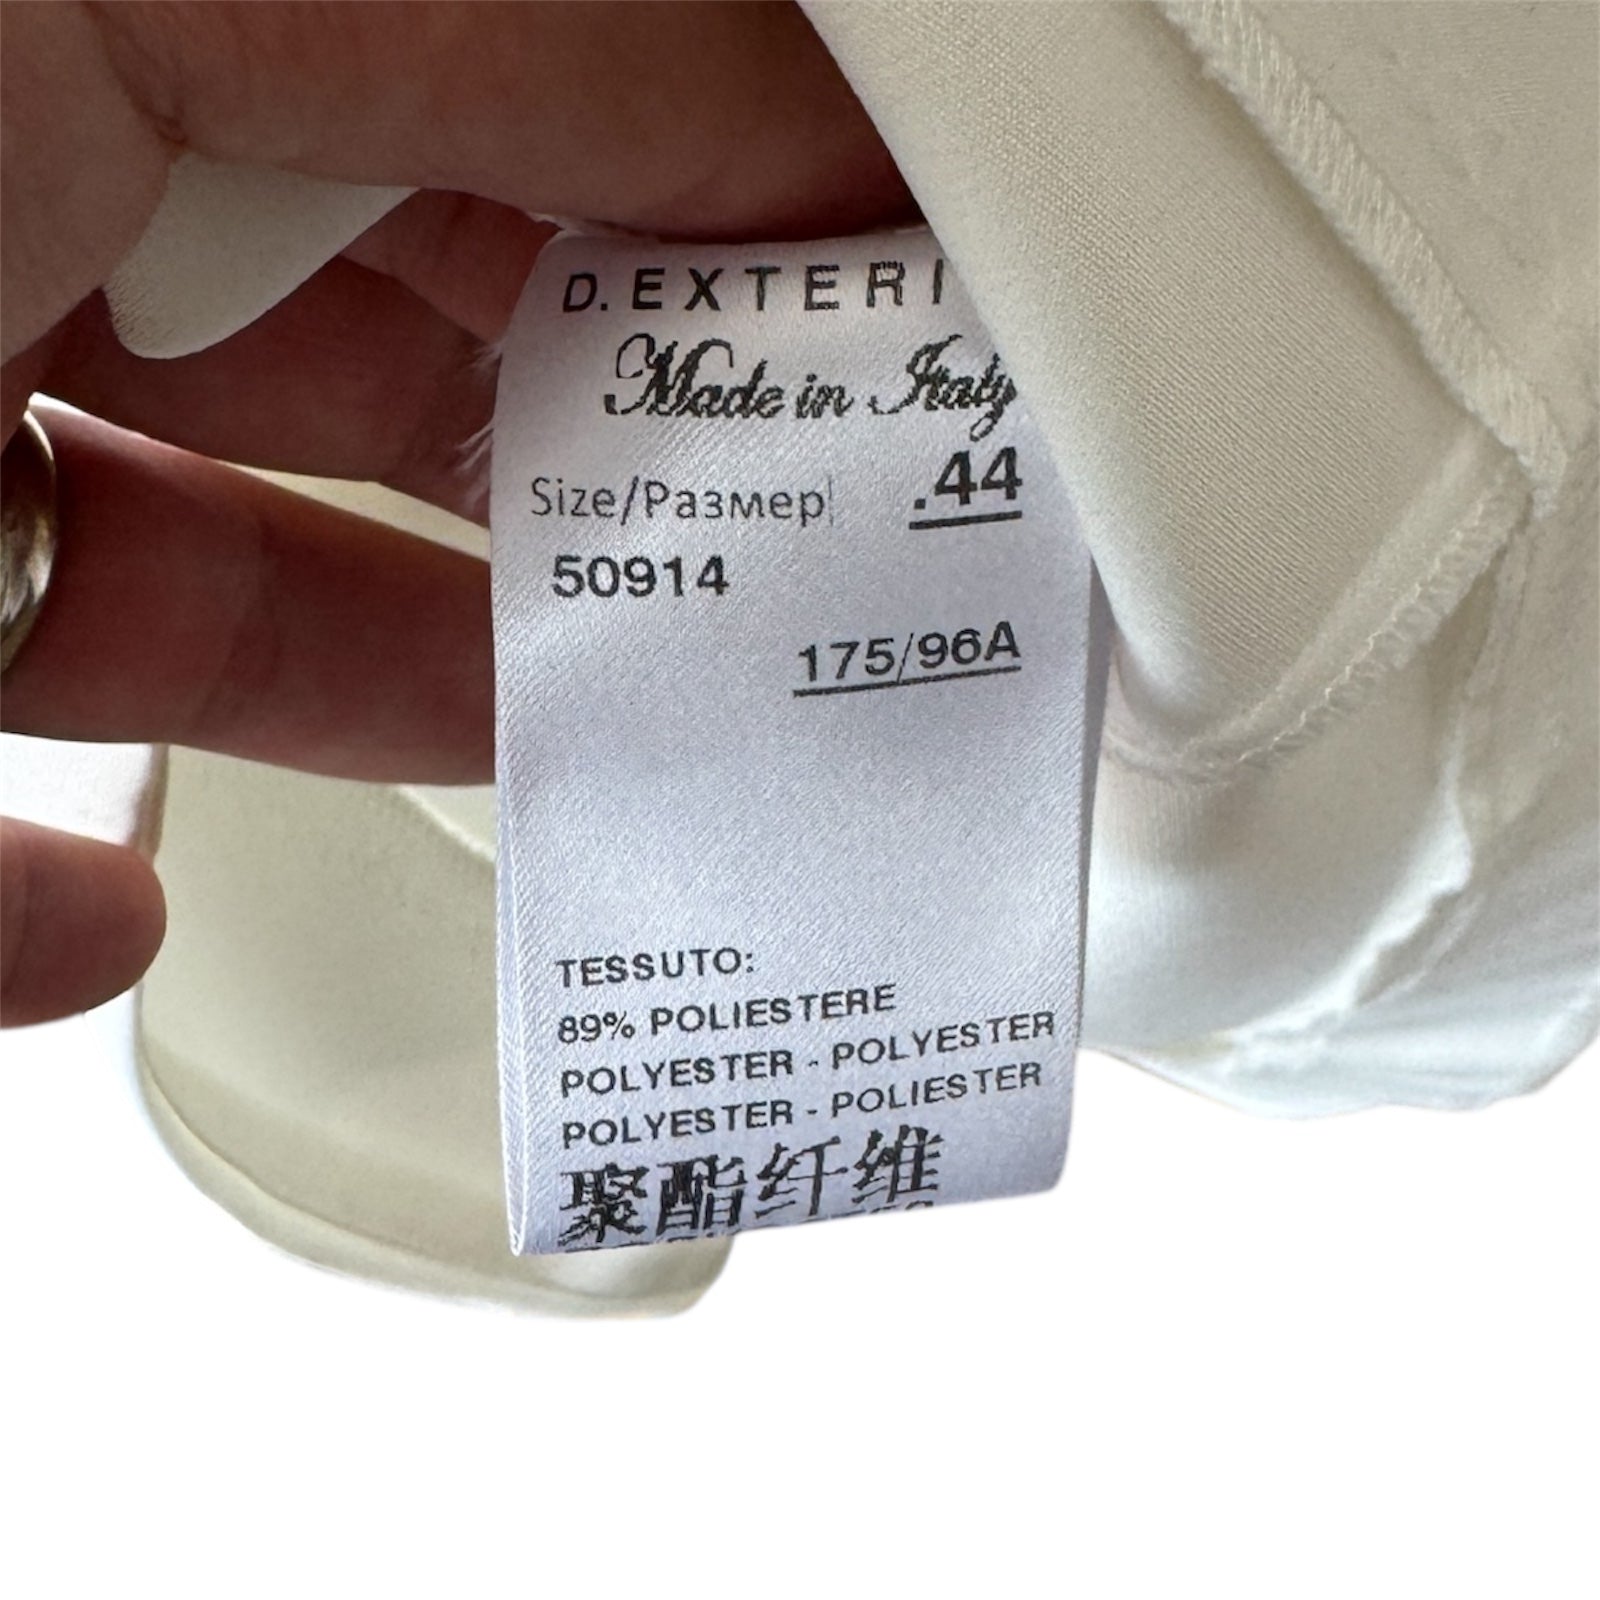 D. EXTERI
Made in Italy
Size/Размер .44
50914
175/96A
TESSUTO:
89% POLIESTERE
POLYESTER - POLYESTER
POLYESTER - POLIESTER
聚酯纤维